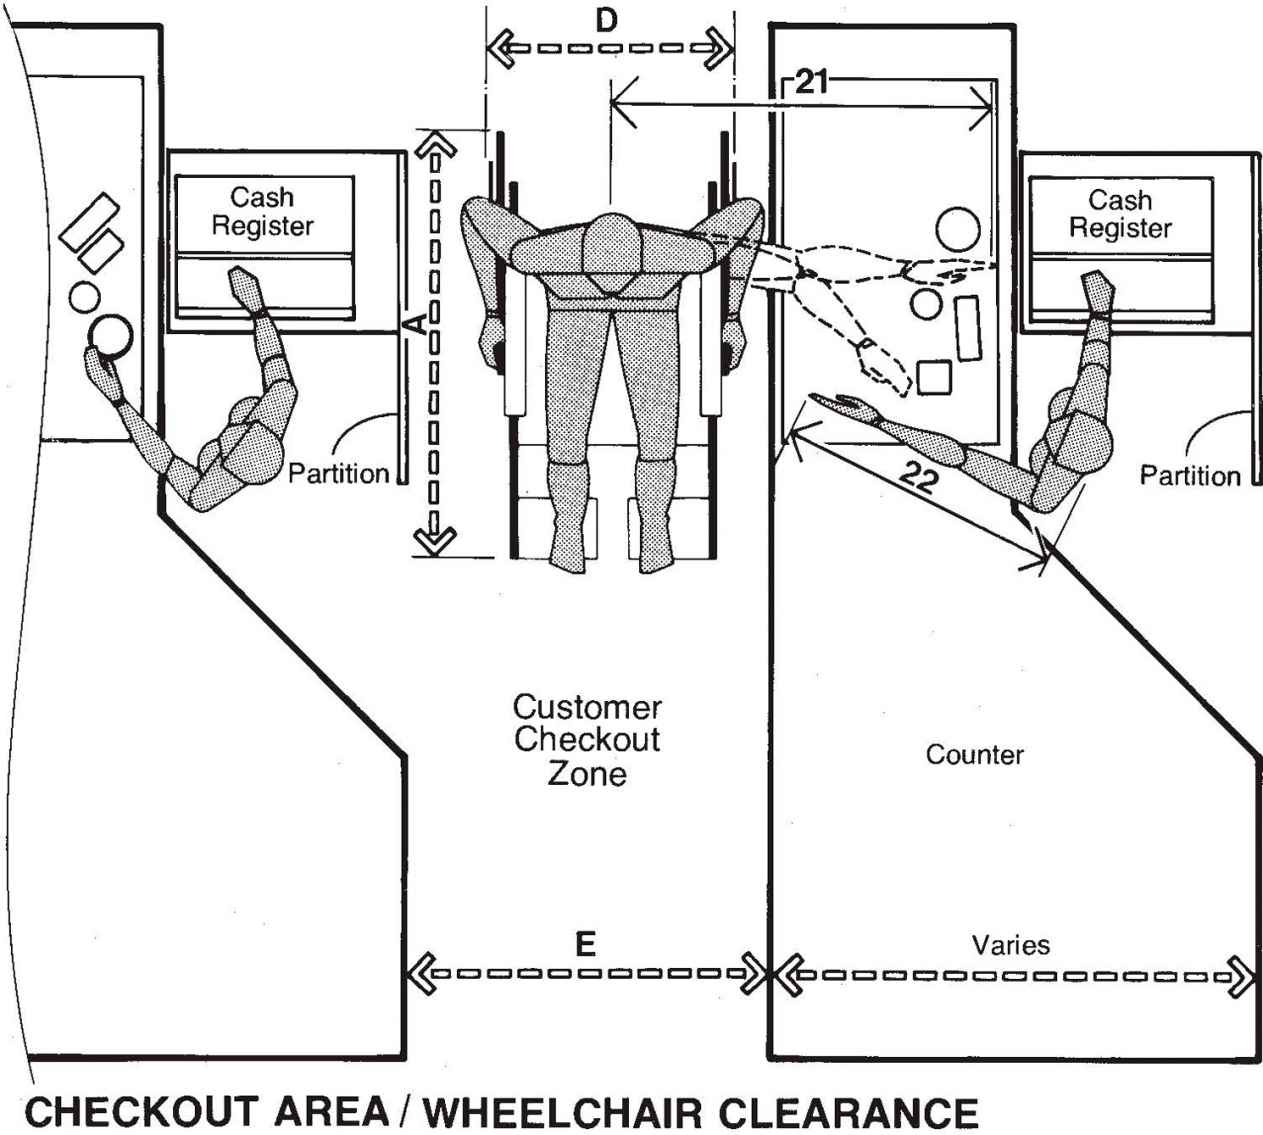 D
21
Cash
Register
Cash
Register
A
Partition
22
Partition
Customer
Checkout
Zone
Counter
E
Varies
CHECKOUT AREA / WHEELCHAIR CLEARANCE